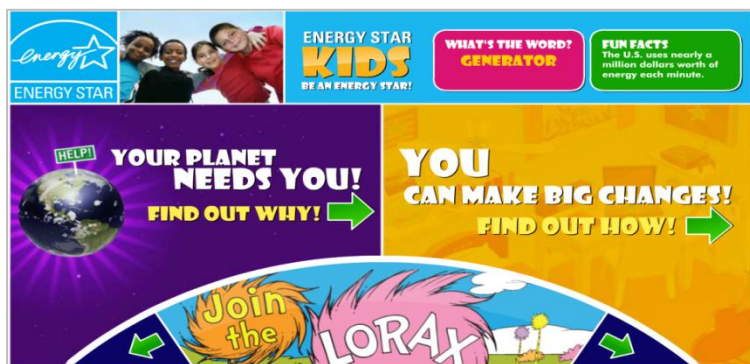 energy
ENERGY STAR
ENERGY STAR
KIDS
BE AN ENERGY STAR!
WHAT'S THE WORD?
GENERATOR
FUN FACTS
The U.S. uses nearly a
million dollars worth of
energy each minute.
HELP!
YOUR PLANET
NEEDS YOU!
FIND OUT WHY!
YOU
CAN MAKE BIG CHANGES!
FIND OUT HOW!
Join
the
LORAX